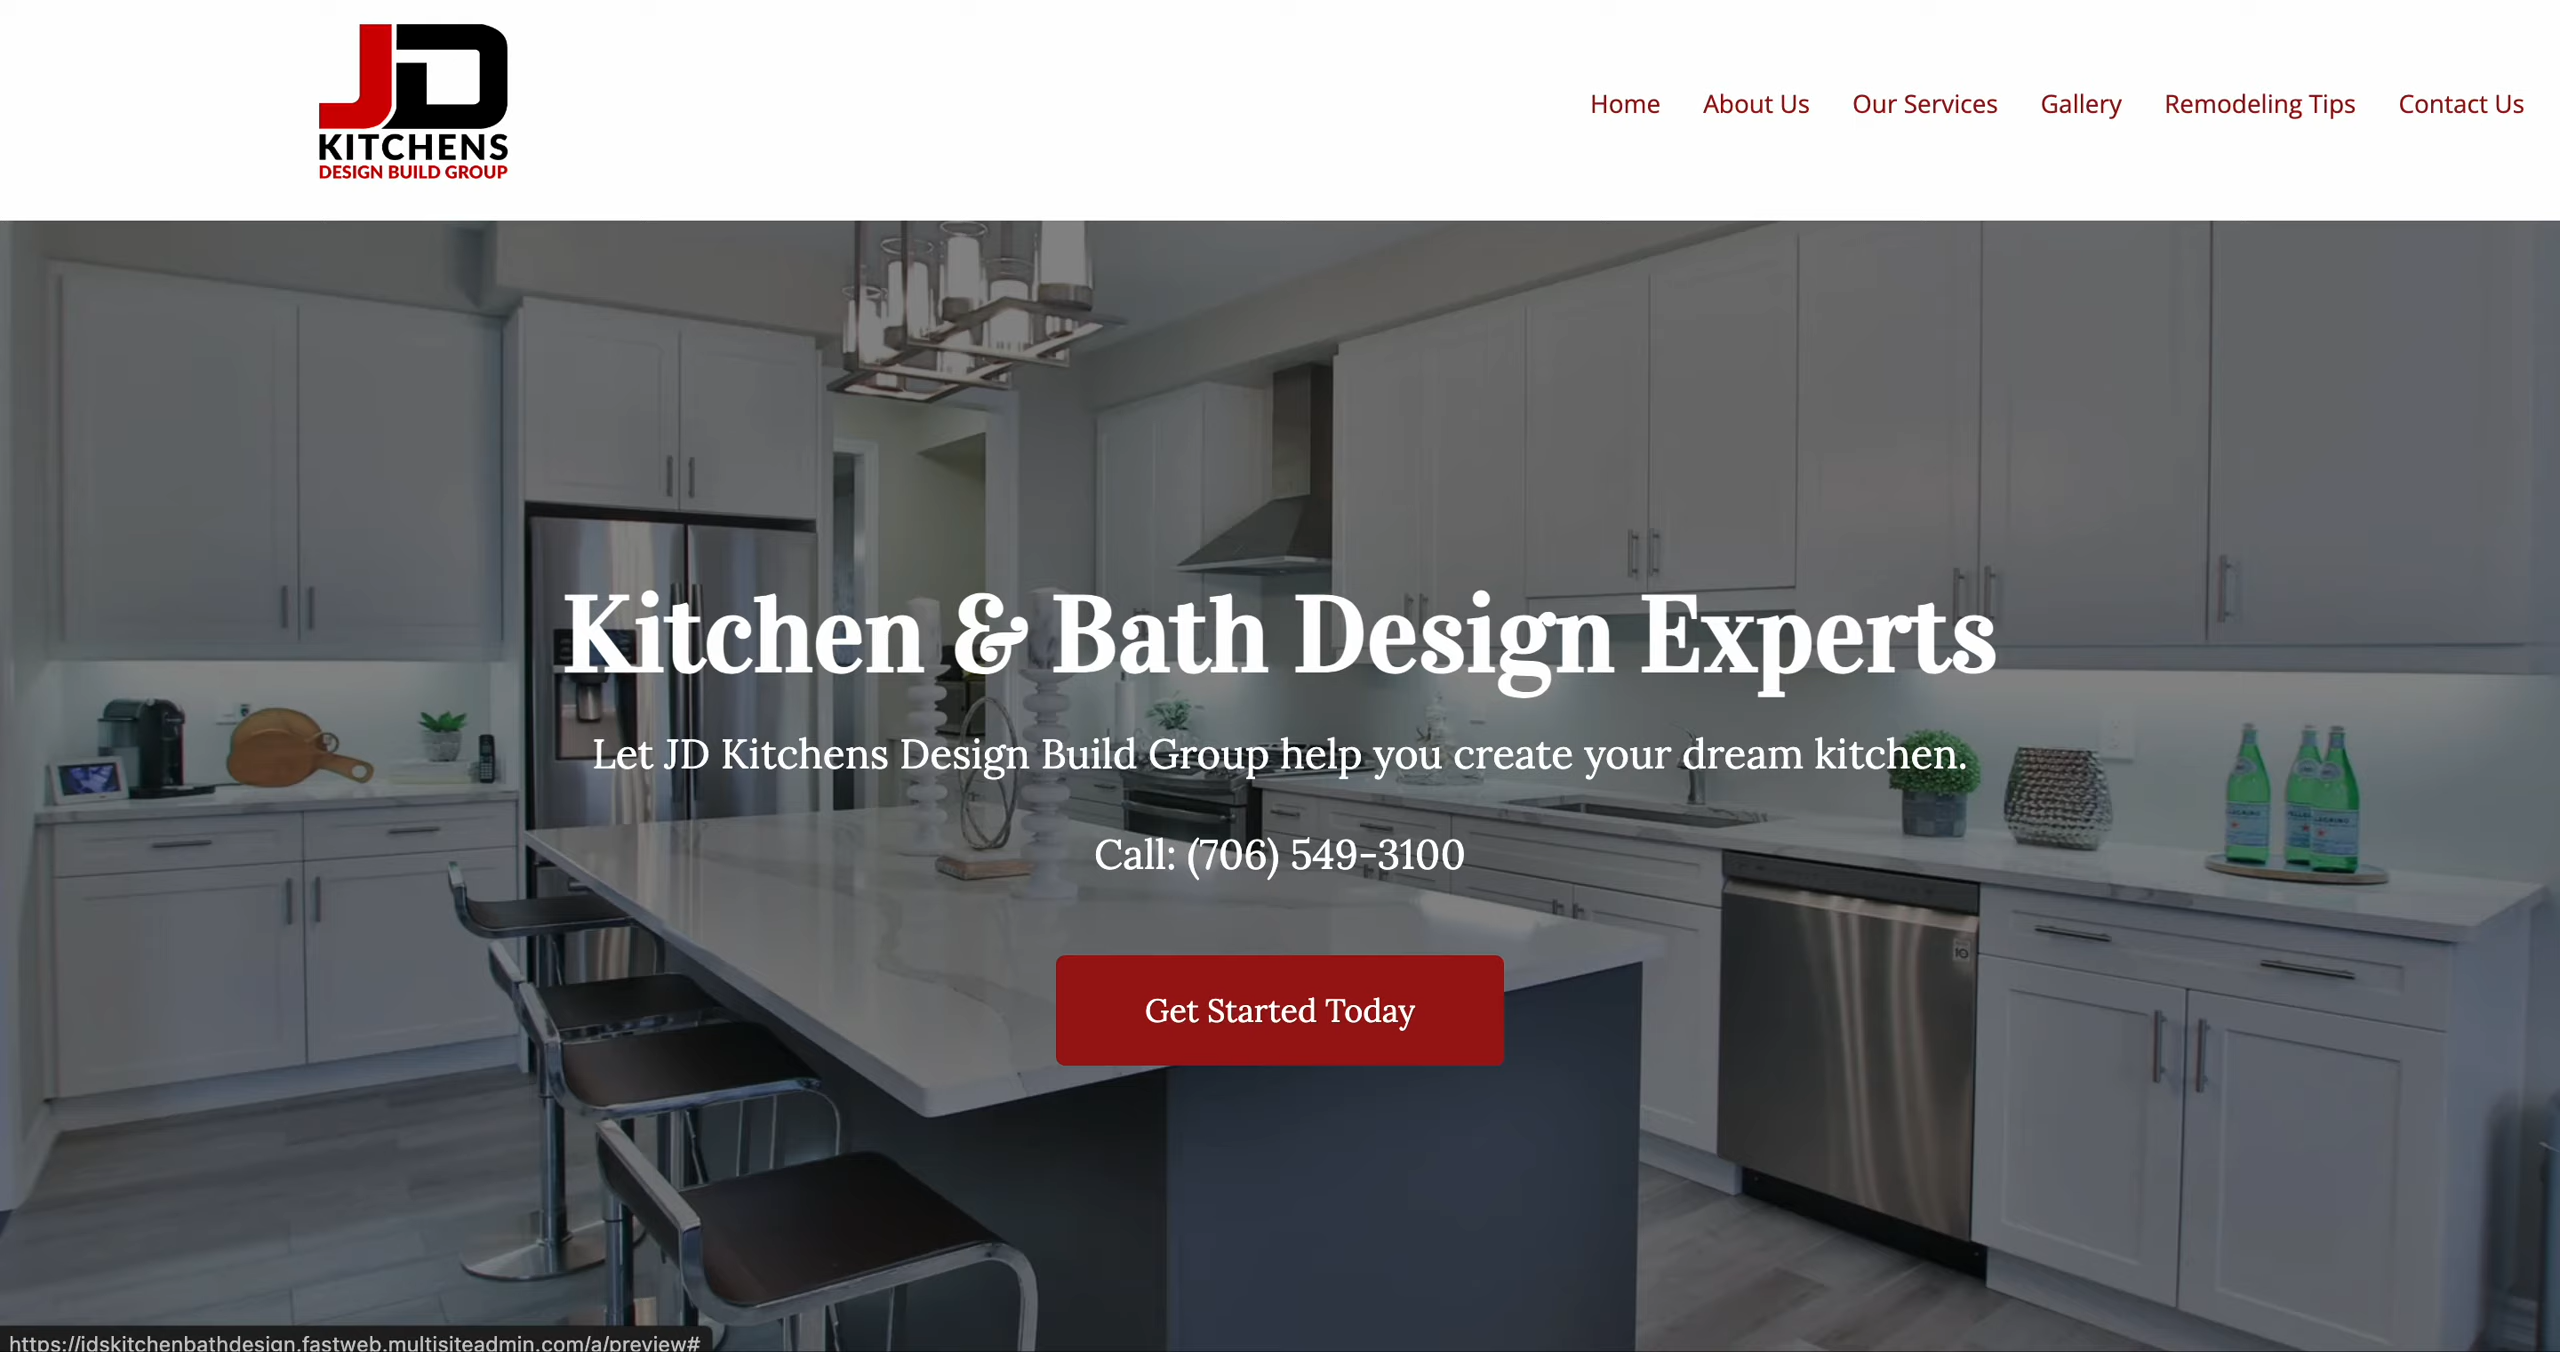 JD
KITCHENS
DESIGN BUILD GROUP
Home About Us Our Services Gallery Remodeling Tips Contact Us
Kitchen & Bath Design Experts
Let JD Kitchens Design Build Group help you create your dream kitchen.
Call: (706) 549-3100
Get Started Today
https://jdskitchenbathdesign.fastweb.multisiteadmin.com/a/preview#